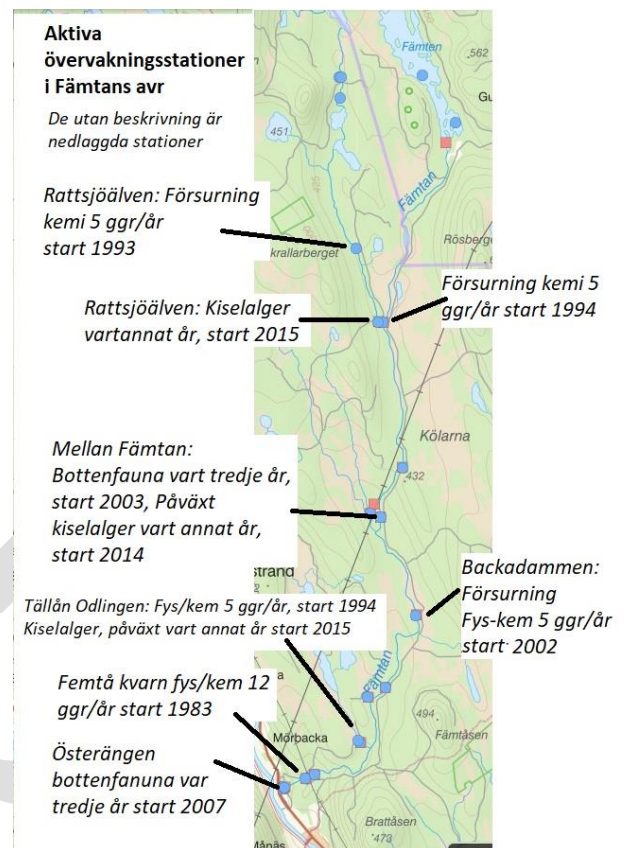 Aktiva
övervakningsstationer
i Fämtans avr
De utan beskrivning är
nedlaggda stationer
Fämten
562
Gu
451
425
Fämtan
Rattsjöälven: Försurning
kemi 5 ggr/år
start 1993
krallarberget
Rösberge
Försurning kemi 5
ggr/år start 1994
Rattsjöälven: Kiselalger
vartannat år, start 2015
Kölarna
432
Mellan Fämtan:
Bottenfauna vart tredje år,
start 2003, Påväxt
kiselalger vart annat år,
start 2014
strand
Backadammen:
Försurning
Fys-kem 5 ggr/år
start 2002
Tällån Odlingen: Fys/kem 5 ggr/år, start 1994
Kiselalger, påväxt vart annat år start 2015
a
Fämtan
Femtå kvarn fys/kem 12
ggr/år start 1983
494
Fämtåsen
Mörbacka
Österängen
bottenfanuna var
tredje år start 2007
Brattåsen
473
Månäs